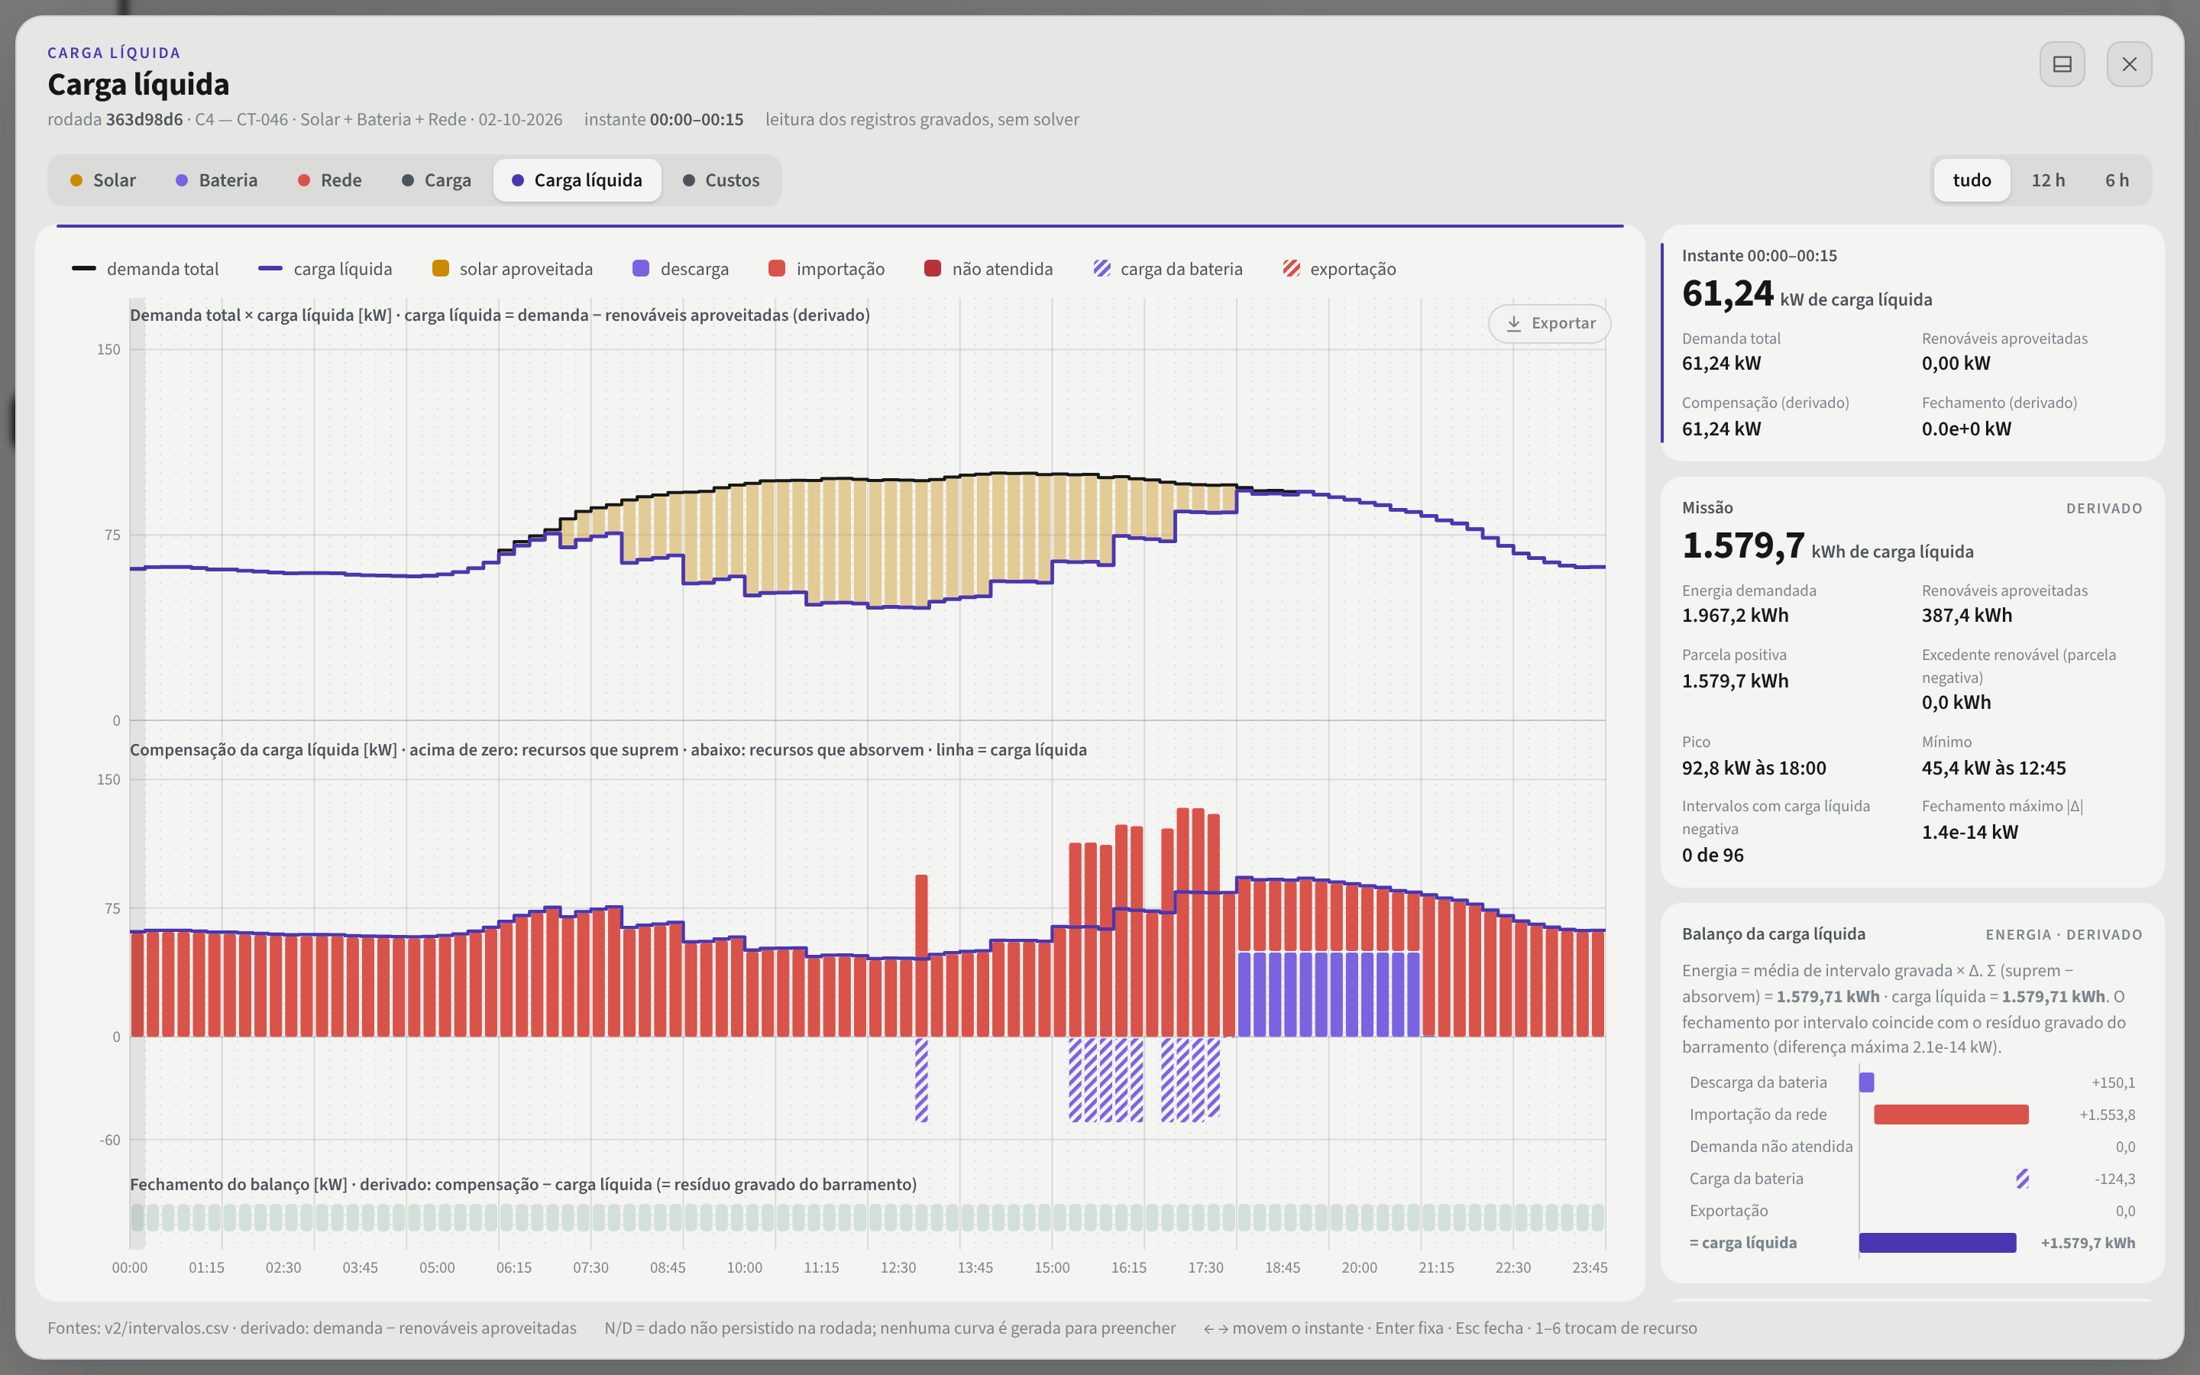 CARGA LÍQUIDA
Carga líquida
rodada 363d98d6 · C4 — CT-046 · Solar + Bateria + Rede · 02-10-2026 instante 00:00–00:15 leitura dos registros gravados, sem solver
Solar Bateria Rede Carga Carga líquida Custos
tudo 12 h 6 h
demanda total carga líquida solar aproveitada descarga importação não atendida carga da bateria exportação
Demanda total × carga líquida [kW] · carga líquida = demanda − renováveis aproveitadas (derivado)
Exportar
150
75
0
Compensação da carga líquida [kW] · acima de zero: recursos que suprem · abaixo: recursos que absorvem · linha = carga líquida
150
75
0
-60
Fechamento do balanço [kW] · derivado: compensação − carga líquida (= resíduo gravado do barramento)
00:00 01:15 02:30 03:45 05:00 06:15 07:30 08:45 10:00 11:15 12:30 13:45 15:00 16:15 17:30 18:45 20:00 21:15 22:30 23:45
Instante 00:00–00:15
61,24 kW de carga líquida
Demanda total Renováveis aproveitadas
61,24 kW 0,00 kW
Compensação (derivado) Fechamento (derivado)
61,24 kW 0.0e+0 kW
Missão DERIVADO
1.579,7 kWh de carga líquida
Energia demandada Renováveis aproveitadas
1.967,2 kWh 387,4 kWh
Parcela positiva
1.579,7 kWh
Excedente renovável (parcela
negativa)
0,0 kWh
Pico Mínimo
92,8 kW às 18:00 45,4 kW às 12:45
Intervalos com carga líquida
negativa
0 de 96
Fechamento máximo |Δ|
1.4e-14 kW
Balanço da carga líquida ENERGIA · DERIVADO
Energia = média de intervalo gravada × Δ. Σ (suprem −
absorvem) = 1.579,71 kWh · carga líquida = 1.579,71 kWh. O
fechamento por intervalo coincide com o resíduo gravado do
barramento (diferença máxima 2.1e-14 kW).
Descarga da bateria +150,1
Importação da rede +1.553,8
Demanda não atendida 0,0
Carga da bateria -124,3
Exportação 0,0
= carga líquida +1.579,7 kWh
Fontes: v2/intervalos.csv · derivado: demanda − renováveis aproveitadas N/D = dado não persistido na rodada; nenhuma curva é gerada para preencher ←→ movem o instante · Enter fixa · Esc fecha · 1–6 trocam de recurso